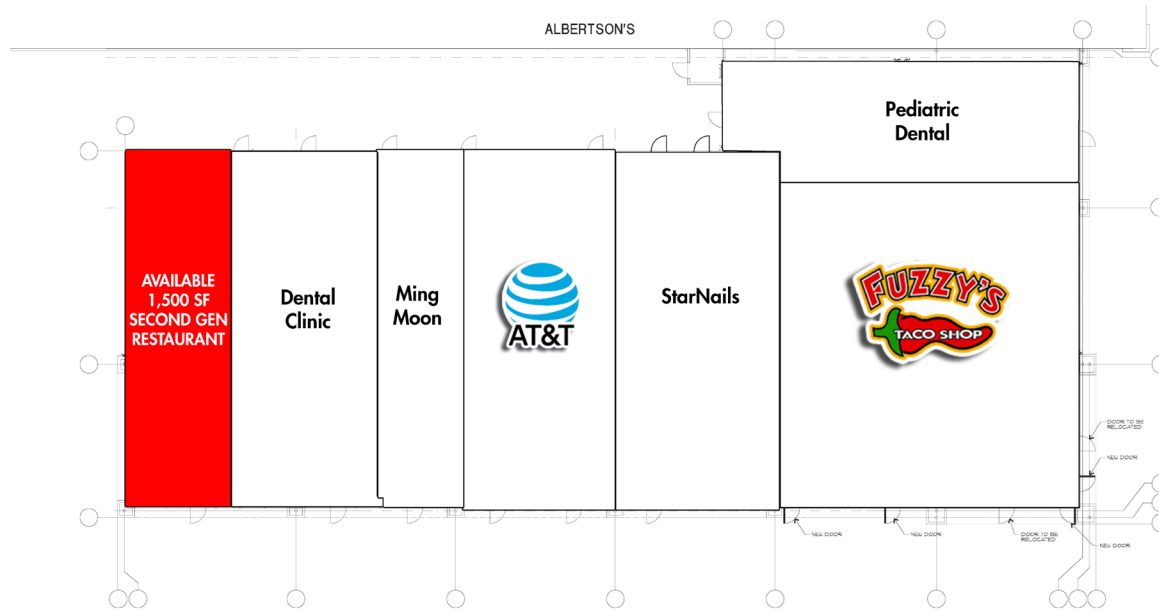 ALBERTSON'S
Pediatric
Dental
AVAILABLE
1,500 SF
SECOND GEN
RESTAURANT
Dental
Clinic
Ming
Moon
AT&T
StarNails
FUZZY'S
TACO SHOP
DOOR TO BE
RELOCATED
NEW DOOR
NEW DOOR
NEW DOOR
DOOR TO BE
RELOCATED
NEW DOOR